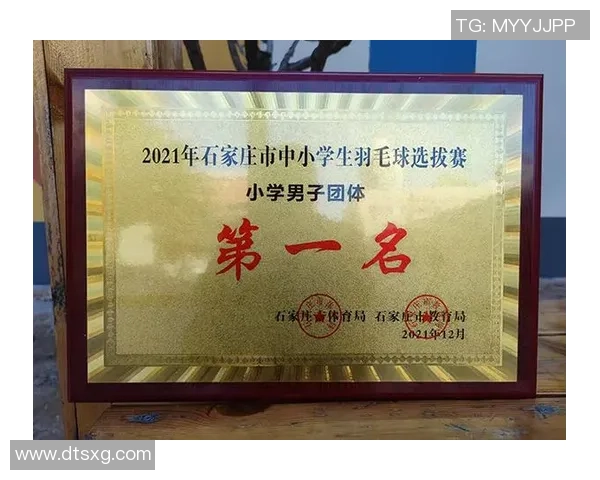 TG: MYYJJPP
2021年石家庄市中小学生羽毛球选拔赛
小学男子团体
第一名
石家庄市体育局 石家庄市教育局
2021年12月
www.dtsxg.com